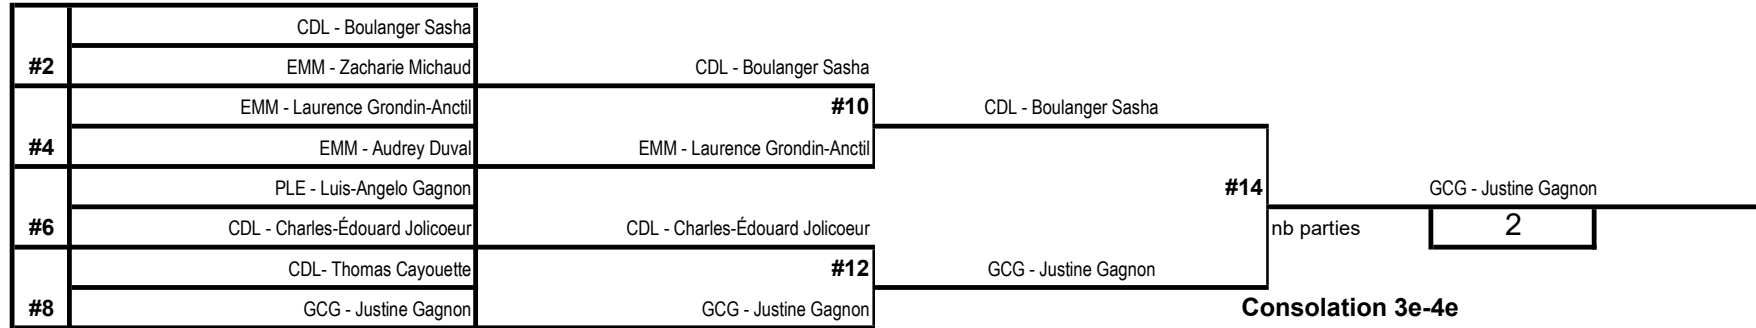 CDL - Boulanger Sasha
#2 EMM - Zacharie Michaud CDL - Boulanger Sasha
EMM - Laurence Grondin-Anctil #10 CDL - Boulanger Sasha
#4 EMM - Audrey Duval EMM - Laurence Grondin-Anctil
PLE - Luis-Angelo Gagnon #14 GCG - Justine Gagnon
#6 CDL - Charles-Édouard Jolicoeur CDL - Charles-Édouard Jolicoeur nb parties 2
CDL- Thomas Cayouette #12 GCG - Justine Gagnon
#8 GCG - Justine Gagnon GCG - Justine Gagnon Consolation 3e-4e